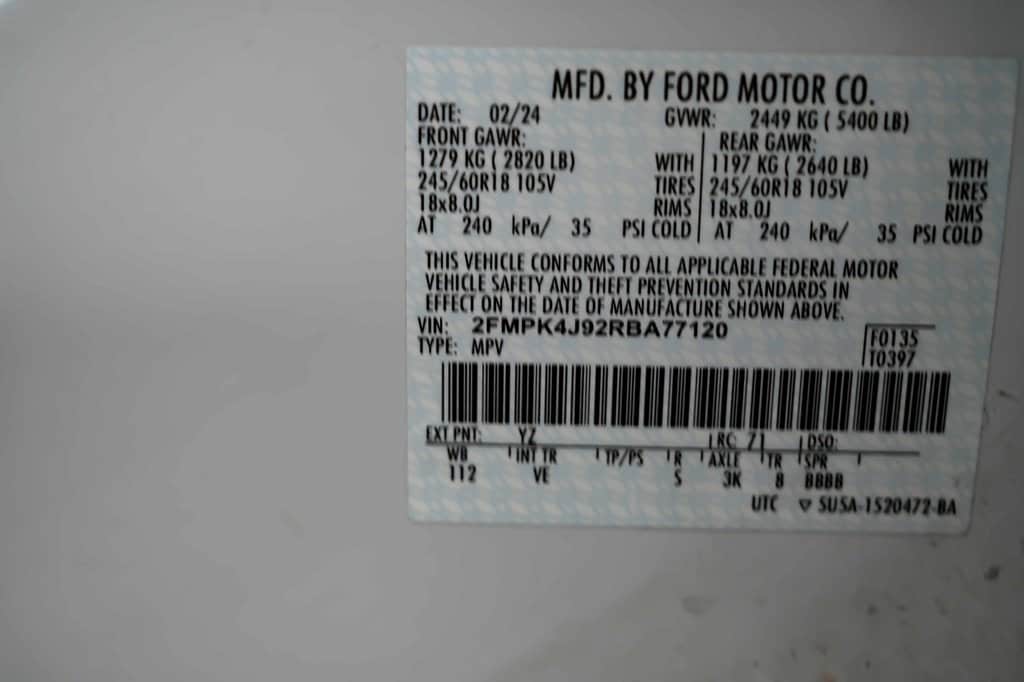 MFD. BY FORD MOTOR CO.
DATE: 02/24 GVWR: 2449 KG ( 5400 LB)
FRONT GAWR: REAR GAWR:
1279 KG ( 2820 LB) WITH 1197 KG ( 2640 LB) WITH
245/60R18 105V TIRES 245/60R18 105V TIRES
18x8.0J RIMS 18x8.0J RIMS
AT 240 kPa/ 35 PSI COLD AT 240 kPa/ 35 PSI COLD
THIS VEHICLE CONFORMS TO ALL APPLICABLE FEDERAL MOTOR
VEHICLE SAFETY AND THEFT PREVENTION STANDARDS IN
EFFECT ON THE DATE OF MANUFACTURE SHOWN ABOVE.
VIN: 2FMPK4J92RBA77120
TYPE: MPV
F0135
T0397
EXT PNT: YZ RC 71 DSO:
WB INT TR TP/PS R AXLE TR SPR
112 VE S 3K 8 BBBB
UTC ▽ SU5A-1520472-BA